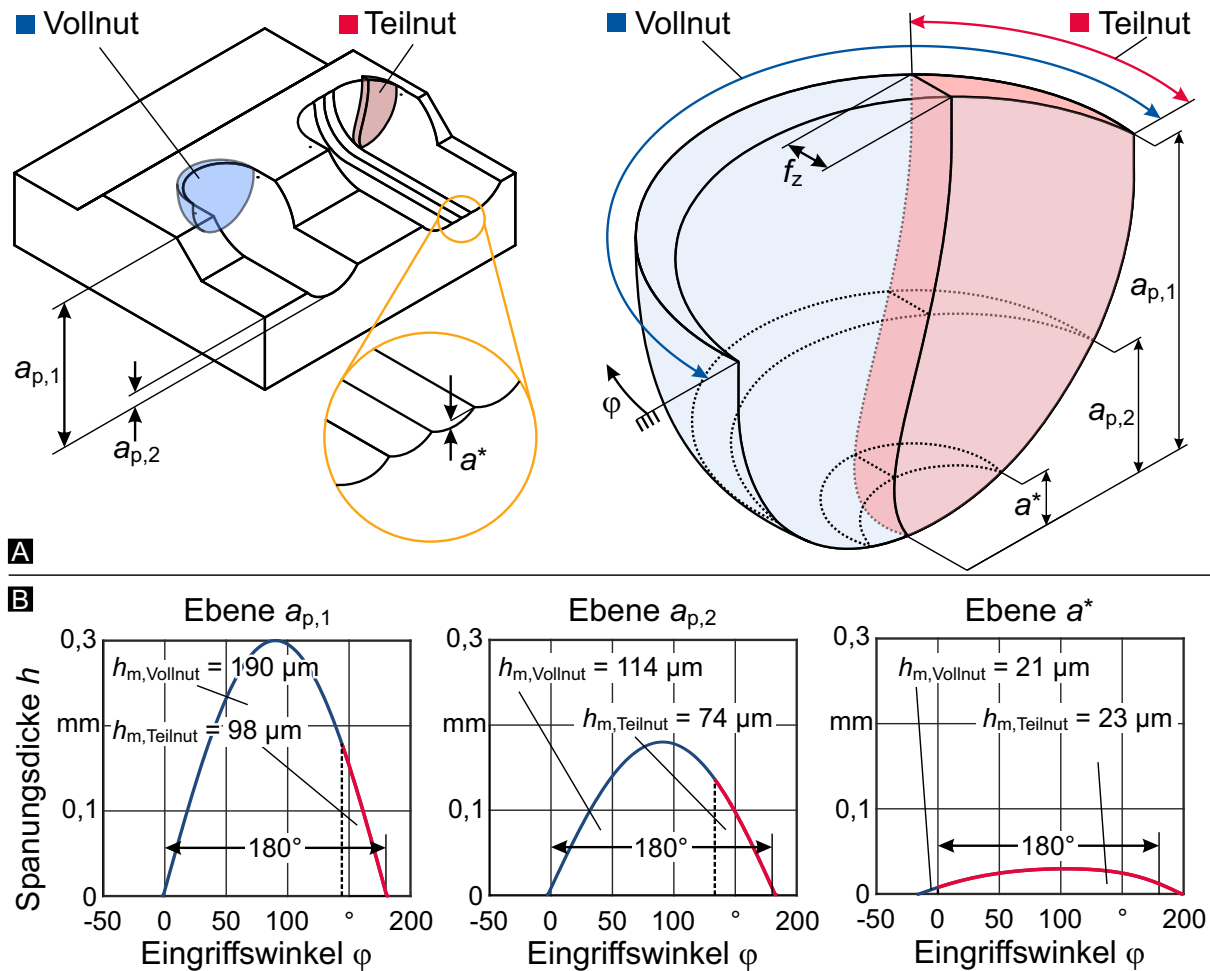 Vollnut Teilnut
a_p,1
a_p,2
a*
Vollnut Teilnut
f_z
φ
a_p,1
a_p,2
a*
A
B
Spanungsdicke h
Ebene a_p,1
0,3
h_m,Vollnut = 190 µm
mm
h_m,Teilnut = 98 µm
0,1
180°
0
-50 0 50 100 ° 200
Eingriffswinkel φ
Ebene a_p,2
0,3
h_m,Vollnut = 114 µm
mm
h_m,Teilnut = 74 µm
0,1
180°
0
-50 0 50 100 ° 200
Eingriffswinkel φ
Ebene a*
0,3
h_m,Vollnut = 21 µm
mm
h_m,Teilnut = 23 µm
0,1
180°
0
-50 0 50 100 ° 200
Eingriffswinkel φ